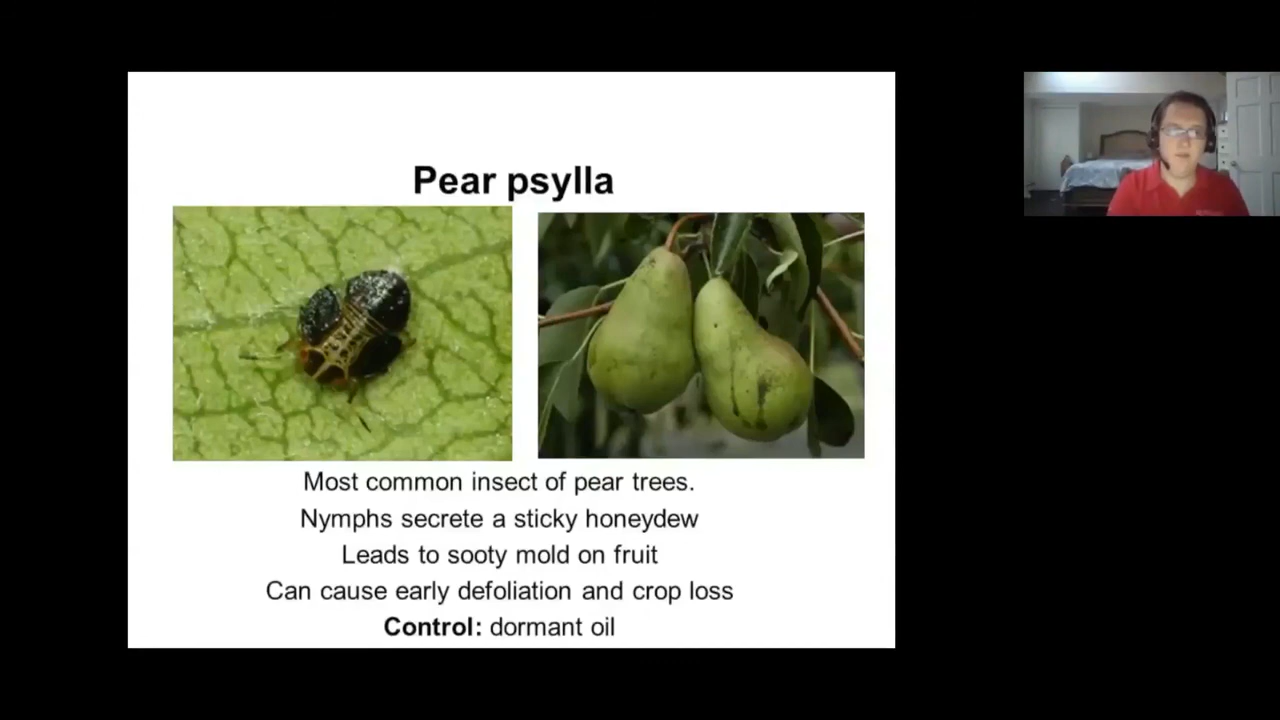 Pear psylla
Most common insect of pear trees.
Nymphs secrete a sticky honeydew
Leads to sooty mold on fruit
Can cause early defoliation and crop loss
Control: dormant oil